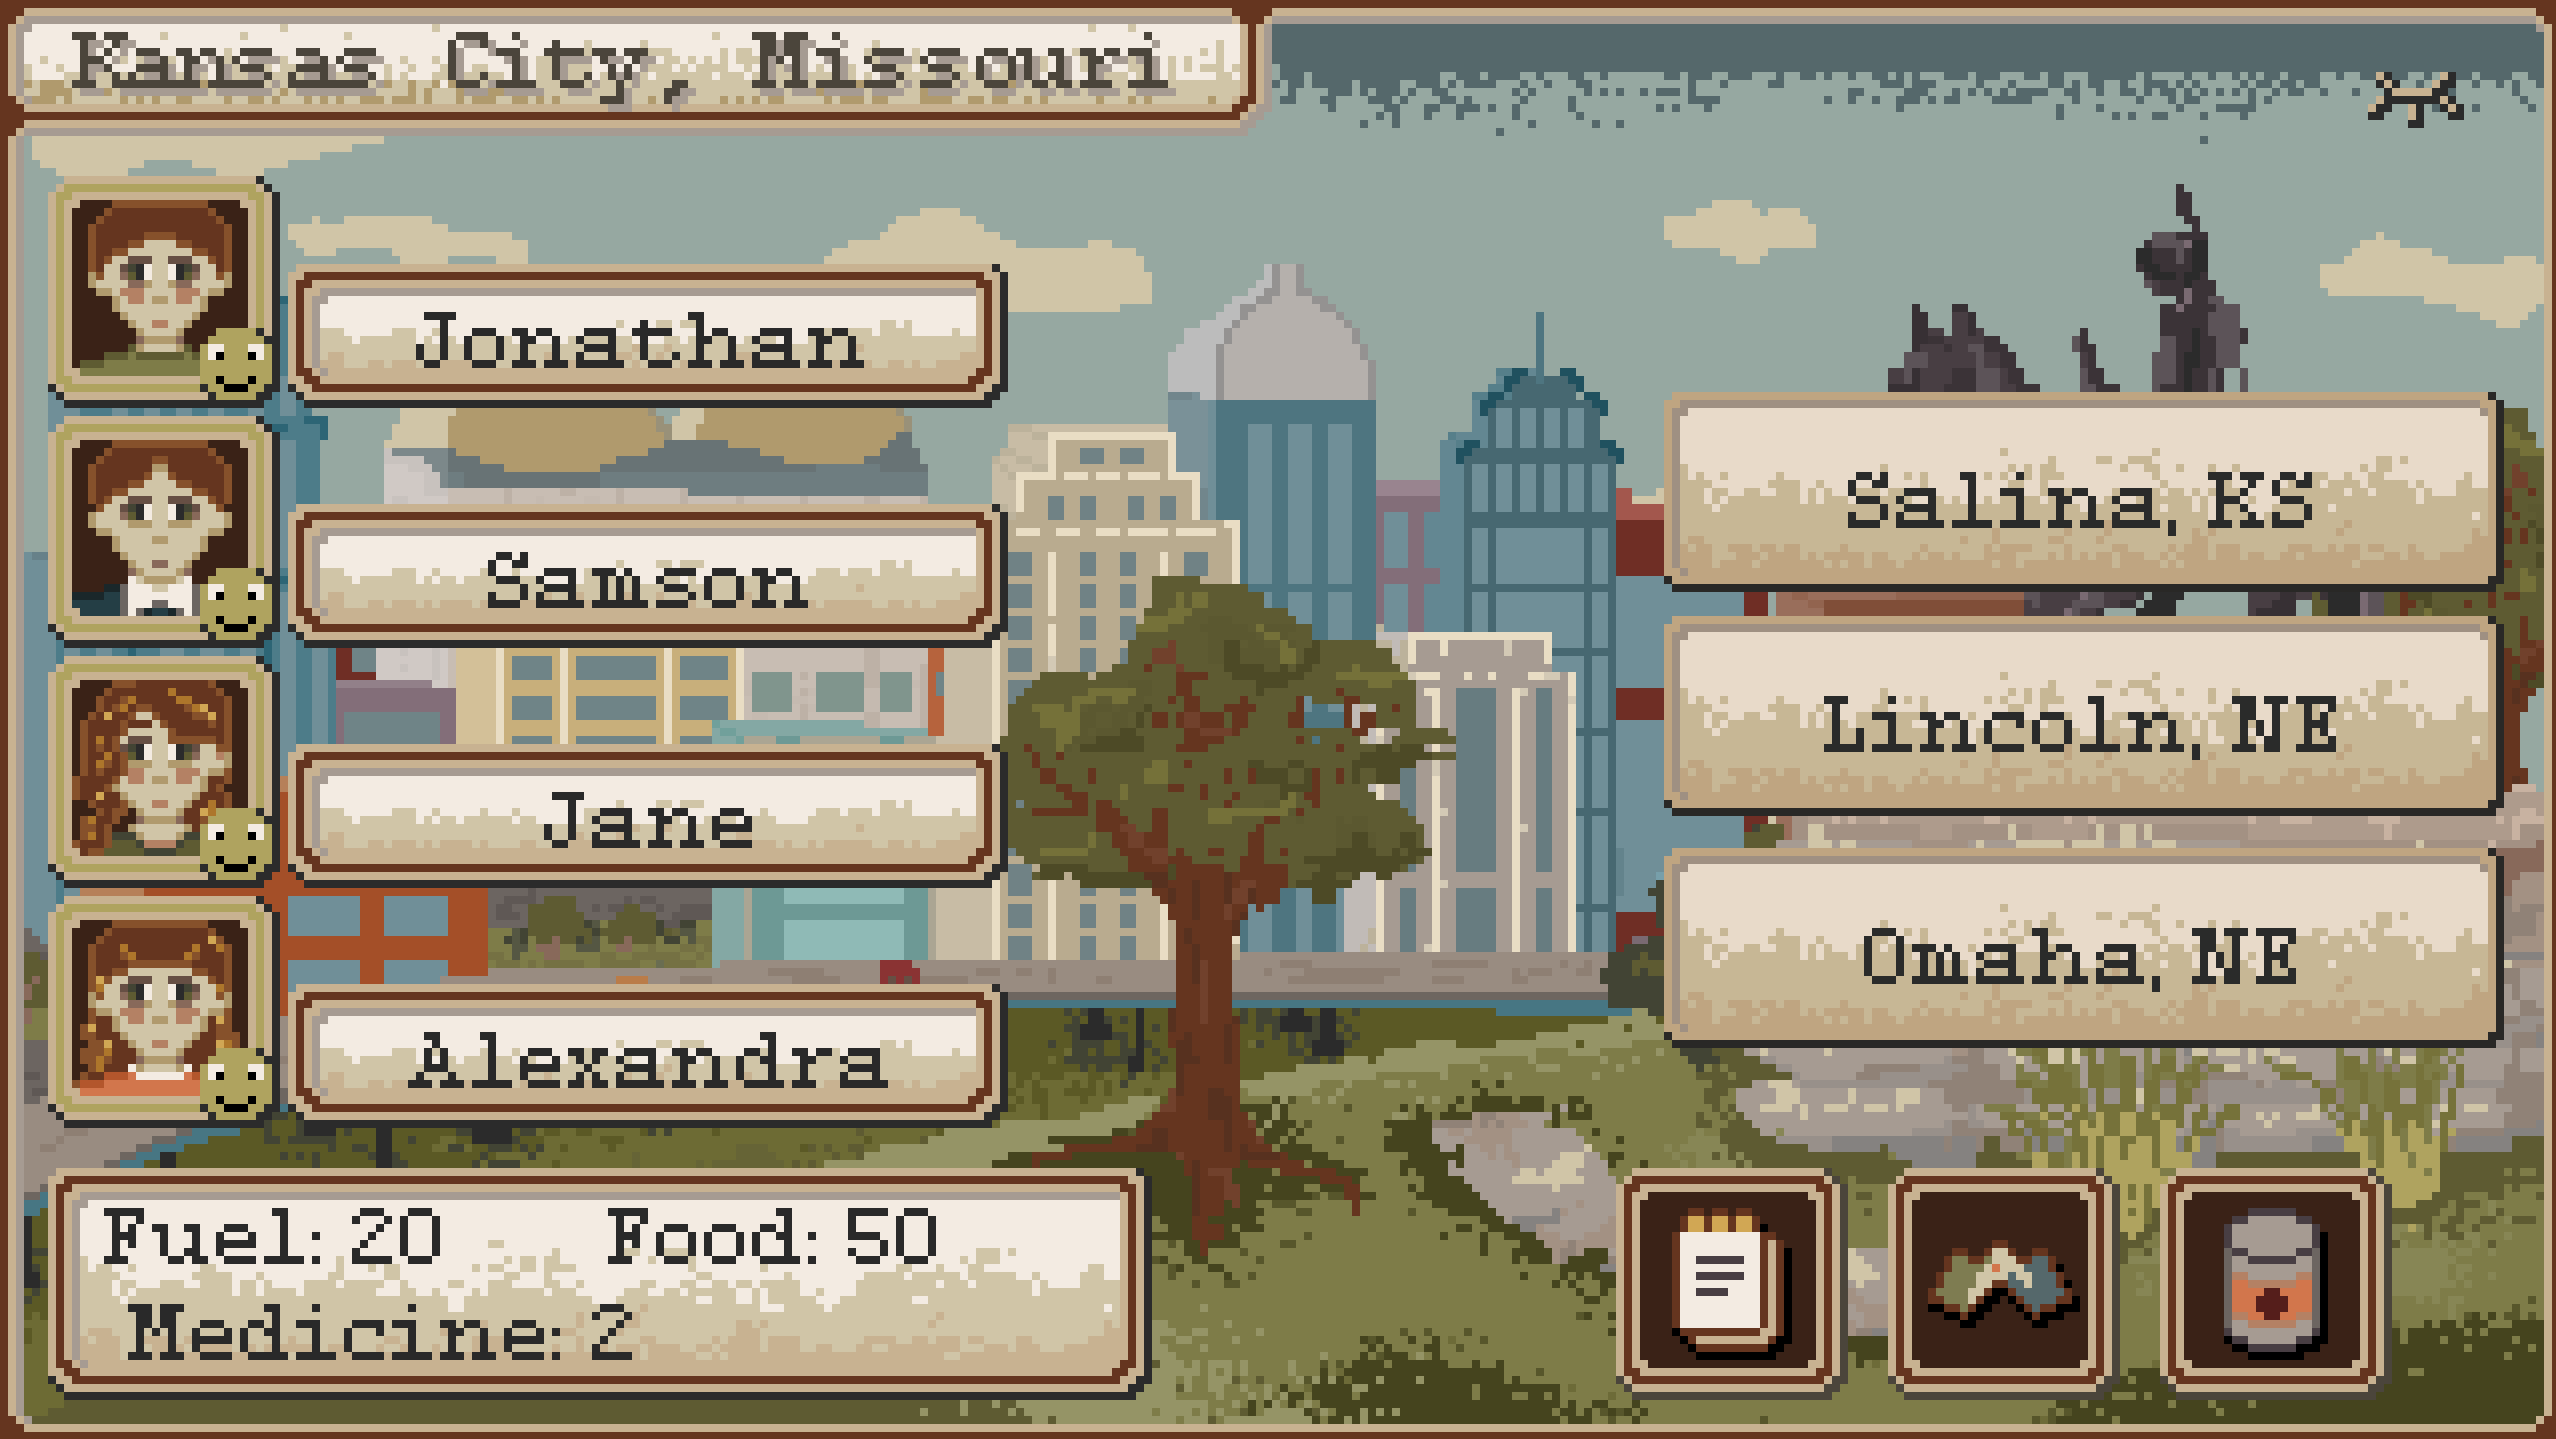 Kansas City, Missouri
Jonathan
Samson
Jane
Alexandra
Salina, KS
Lincoln, NE
Omaha, NE
Fuel: 20 Food: 50
Medicine: 2